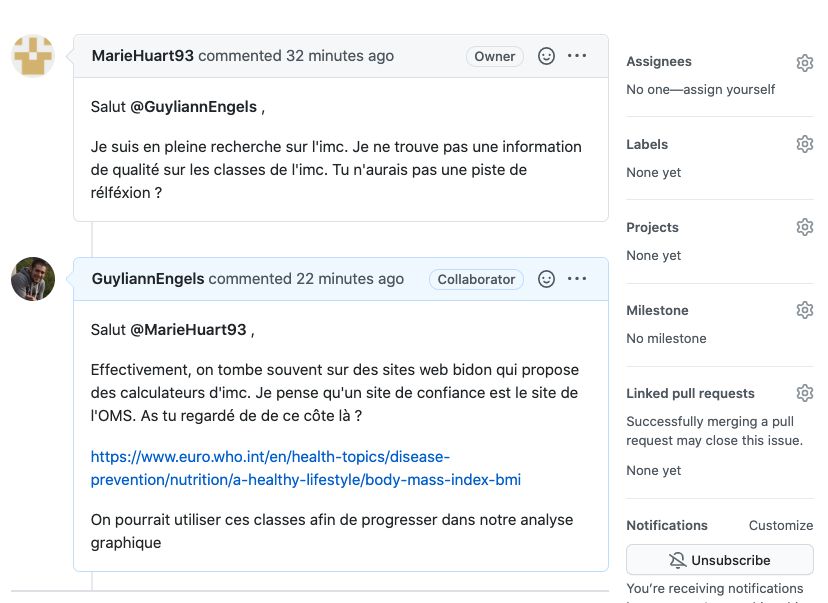 MarieHuart93 commented 32 minutes ago
Owner
Salut @GuyliannEngels ,
Je suis en pleine recherche sur l'imc. Je ne trouve pas une information
de qualité sur les classes de l'imc. Tu n'aurais pas une piste de
rélféxion ?
GuyliannEngels commented 22 minutes ago
Collaborator
Salut @MarieHuart93 ,
Effectivement, on tombe souvent sur des sites web bidon qui propose
des calculateurs d'imc. Je pense qu'un site de confiance est le site de
l'OMS. As tu regardé de de ce côte là ?
https://www.euro.who.int/en/health-topics/disease-
prevention/nutrition/a-healthy-lifestyle/body-mass-index-bmi
On pourrait utiliser ces classes afin de progresser dans notre analyse
graphique
Assignees
No one—assign yourself
Labels
None yet
Projects
None yet
Milestone
No milestone
Linked pull requests
Successfully merging a pull
request may close this issue.
None yet
Notifications
Customize
Unsubscribe
You're receiving notifications